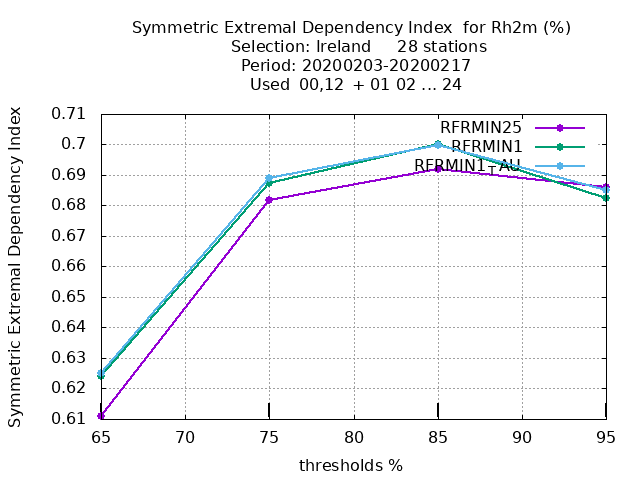 Symmetric Extremal Dependency Index  for Rh2m (%)
Selection: Ireland     28 stations
Period: 20200203-20200217
Used  00,12  + 01 02 ... 24
Symmetric Extremal Dependency Index
0.71
0.7
0.69
0.68
0.67
0.66
0.65
0.64
0.63
0.62
0.61
RFRMIN25
RFRMIN1
RFRMIN1+AU
65 70 75 80 85 90 95
thresholds %